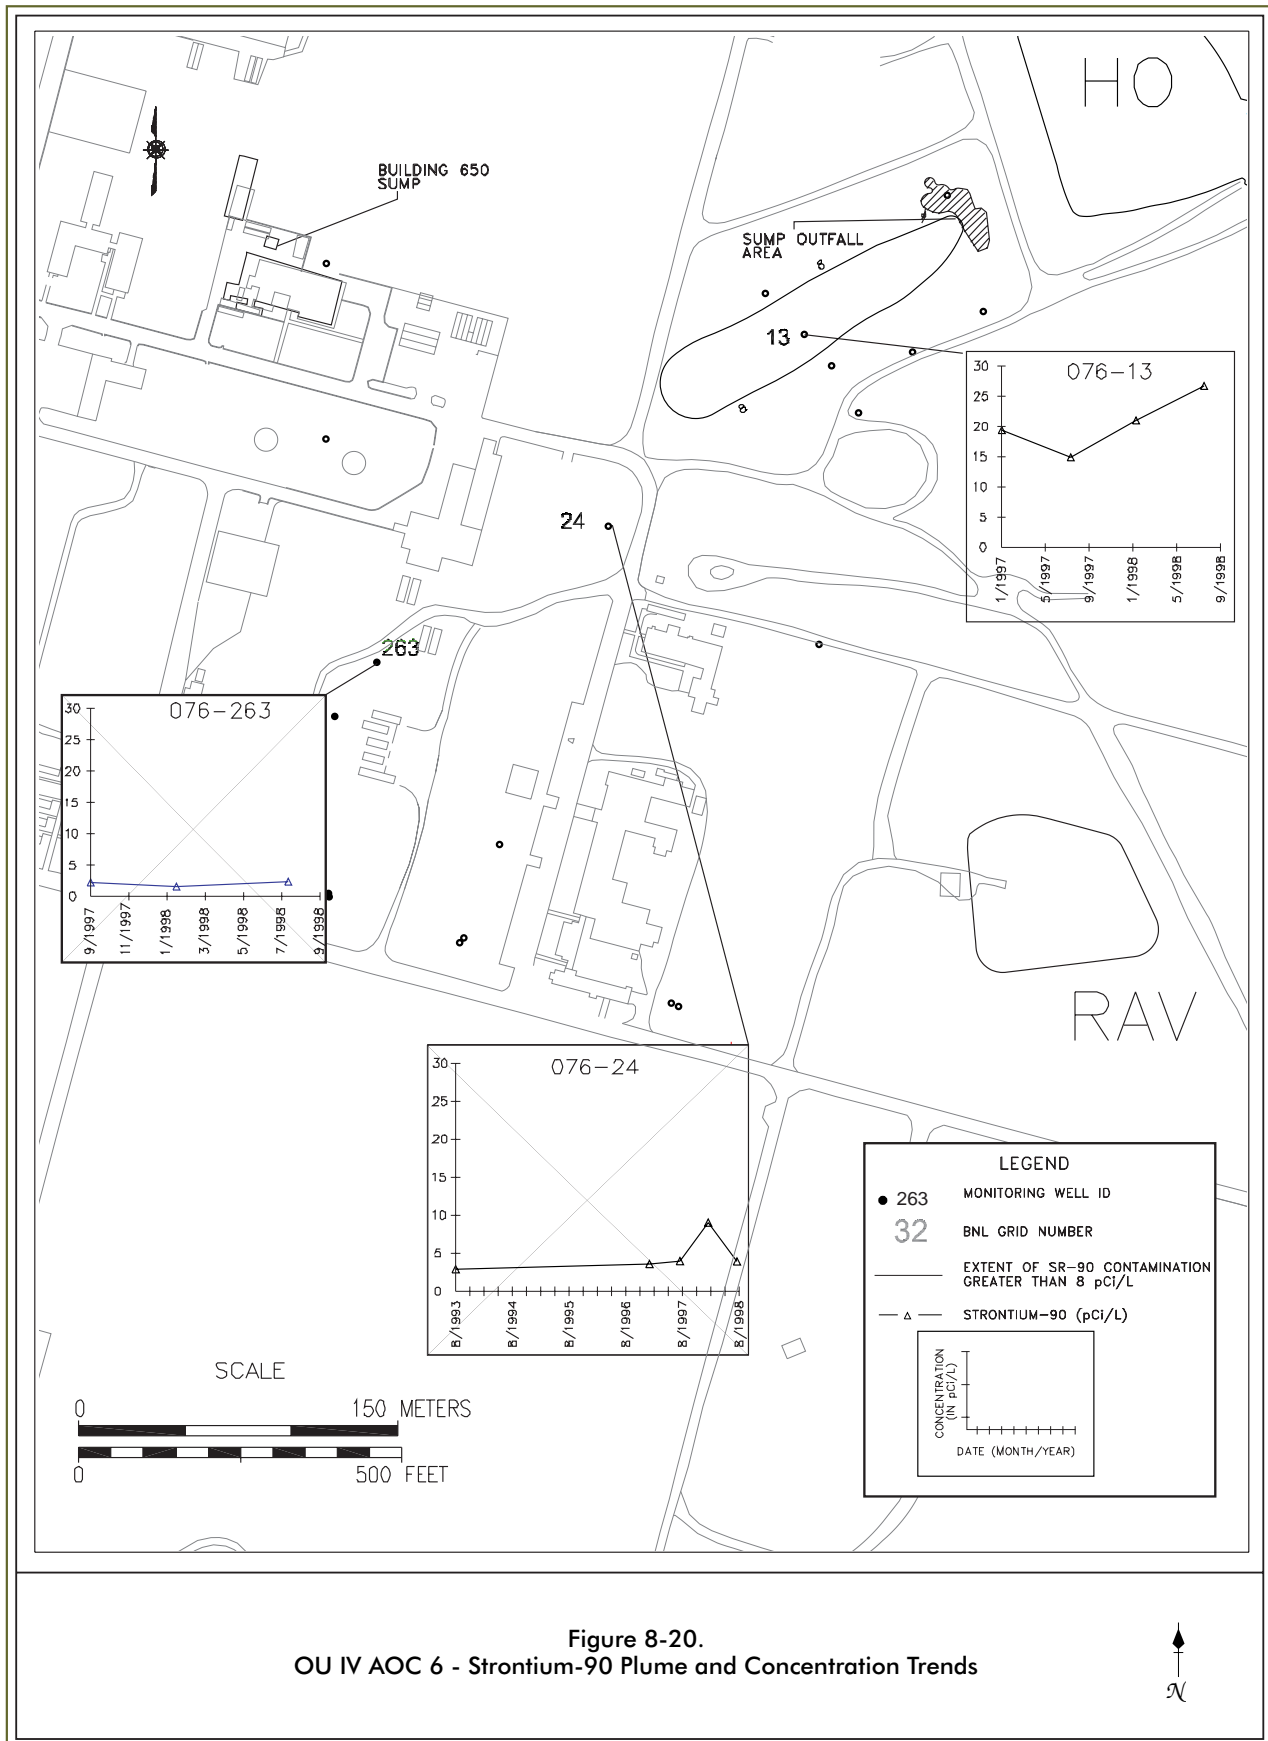 HO
BUILDING 650
SUMP
SUMP OUTFALL
AREA
8
13
8
076-13
30
25
20
15
10
5
0
1/1997
5/1997
9/1997
1/1998
5/1998
9/1998
24
263
076-263
30
25
20
15
10
5
0
9/1997
11/1997
1/1998
3/1998
5/1998
7/1998
9/1998
RAV
076-24
30
25
20
15
10
5
0
8/1993
8/1994
8/1995
8/1996
8/1997
8/1998
LEGEND
263 MONITORING WELL ID
32 BNL GRID NUMBER
EXTENT OF SR-90 CONTAMINATION
GREATER THAN 8 pCi/L
STRONTIUM-90 (pCi/L)
CONCENTRATION
(IN pCi/L)
DATE (MONTH/YEAR)
SCALE
0 150 METERS
0 500 FEET
Figure 8-20.
OU IV AOC 6 - Strontium-90 Plume and Concentration Trends
N